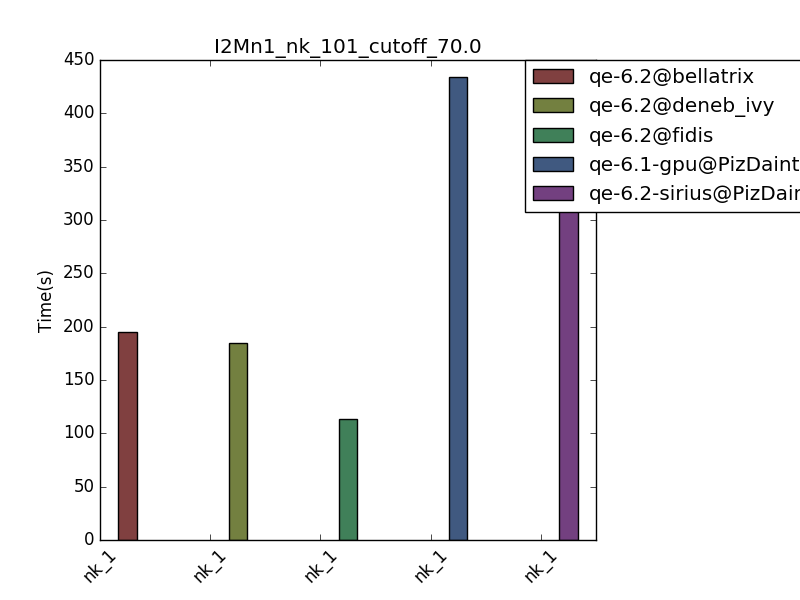 I2Mn1_nk_101_cutoff_70.0
450
400
350
300
250
200
150
100
50
0
Time(s)
nk_1
nk_1
nk_1
nk_1
nk_1
qe-6.2@bellatrix
qe-6.2@deneb_ivy
qe-6.2@fidis
qe-6.1-gpu@PizDaint
qe-6.2-sirius@PizDain